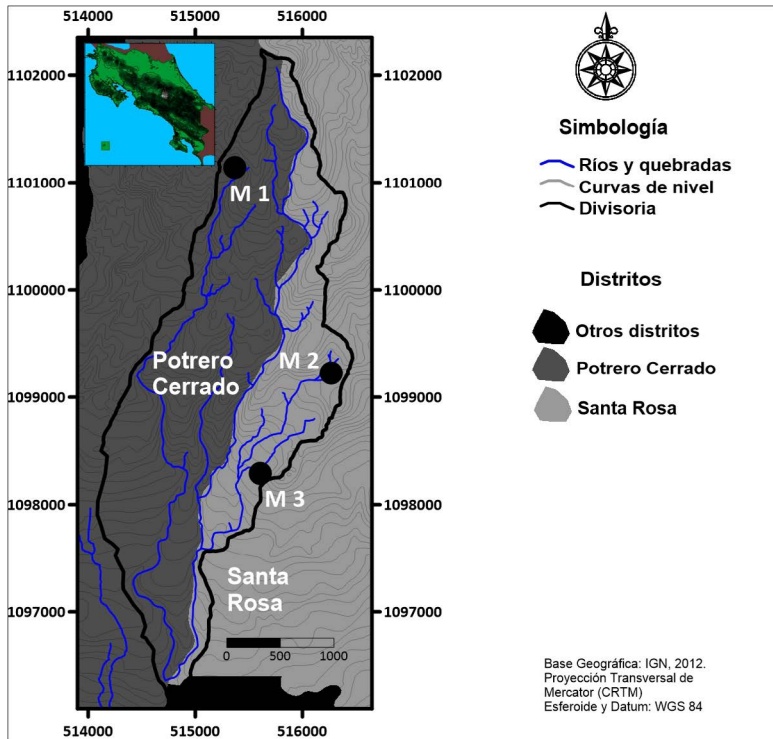 514000 515000 516000
1102000 1102000
1101000 1101000
1100000 1100000
1099000 1099000
1098000 1098000
1097000 1097000
M 1
M 2
Potrero
Cerrado
M 3
Santa
Rosa
0 500 1000
514000 515000 516000
Simbología
Ríos y quebradas
Curvas de nivel
Divisoria
Distritos
Otros distritos
Potrero Cerrado
Santa Rosa
Base Geográfica: IGN, 2012.
Proyección Transversal de
Mercator (CRTM)
Esferoide y Datum: WGS 84